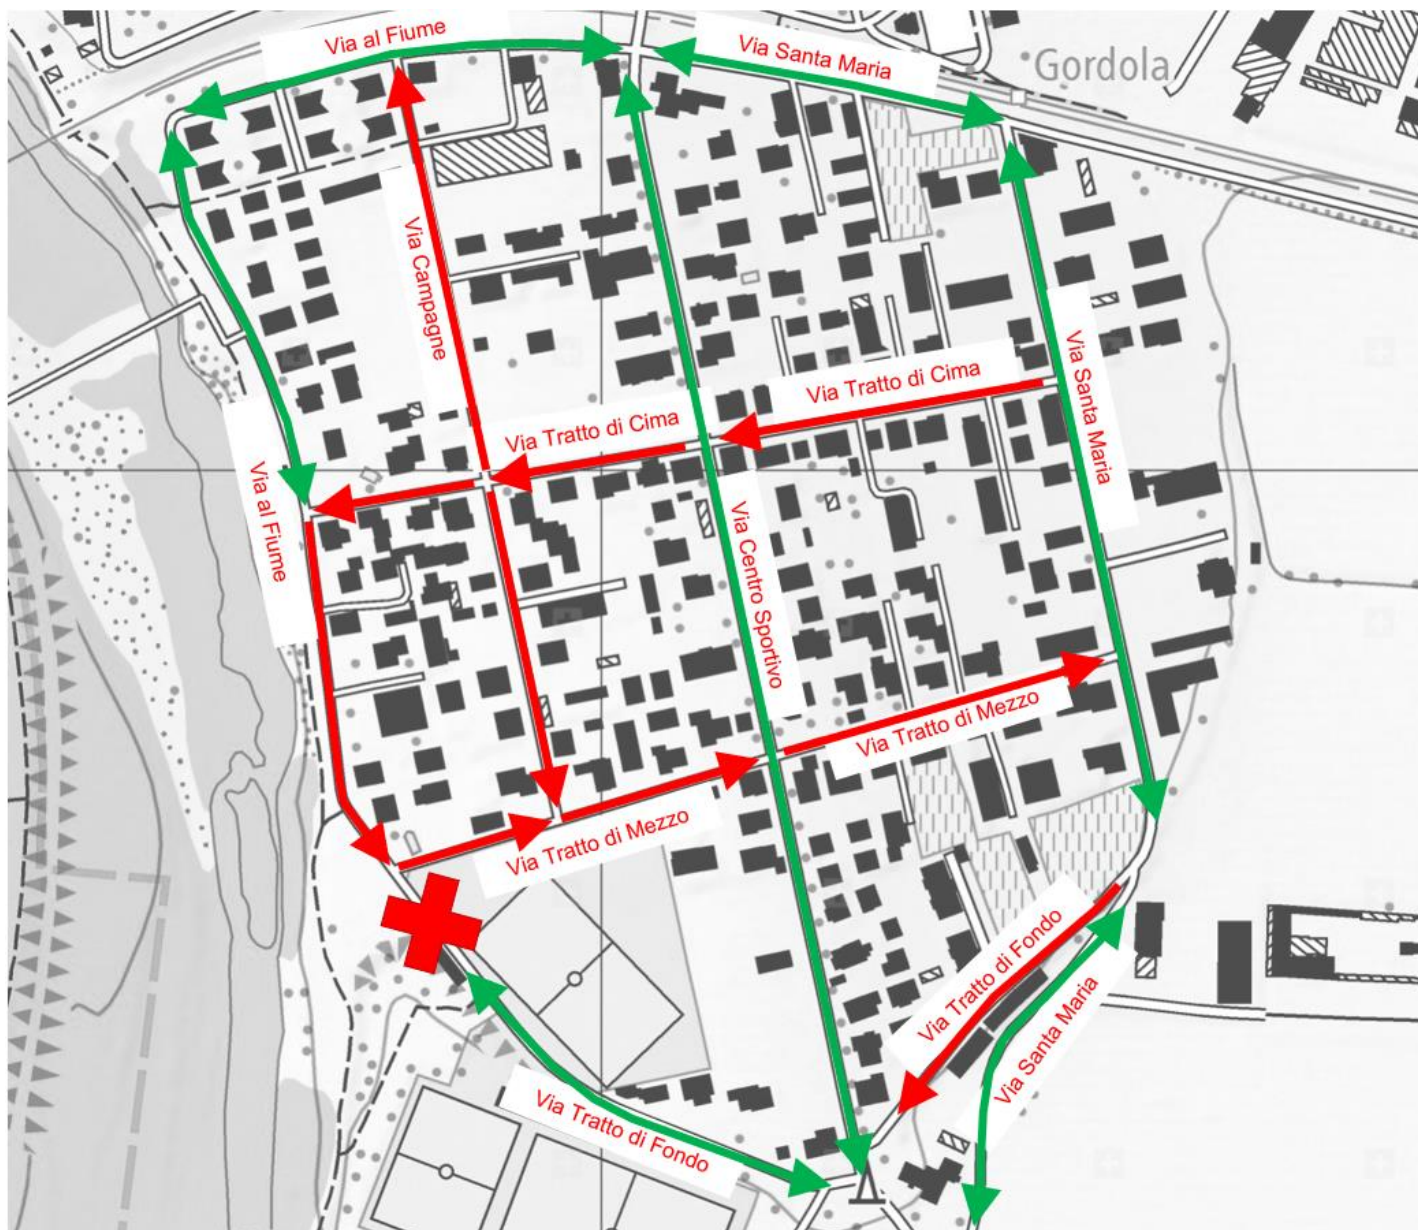 Via al Fiume
Via Santa Maria
Gordola
Via Campagne
Via Tratto di Cima
Via Tratto di Cima
Via Santa Maria
Via al Fiume
Via Centro Sportivo
Via Tratto di Mezzo
Via Tratto di Mezzo
Via Tratto di Fondo
Via Santa Maria
Via Tratto di Fondo